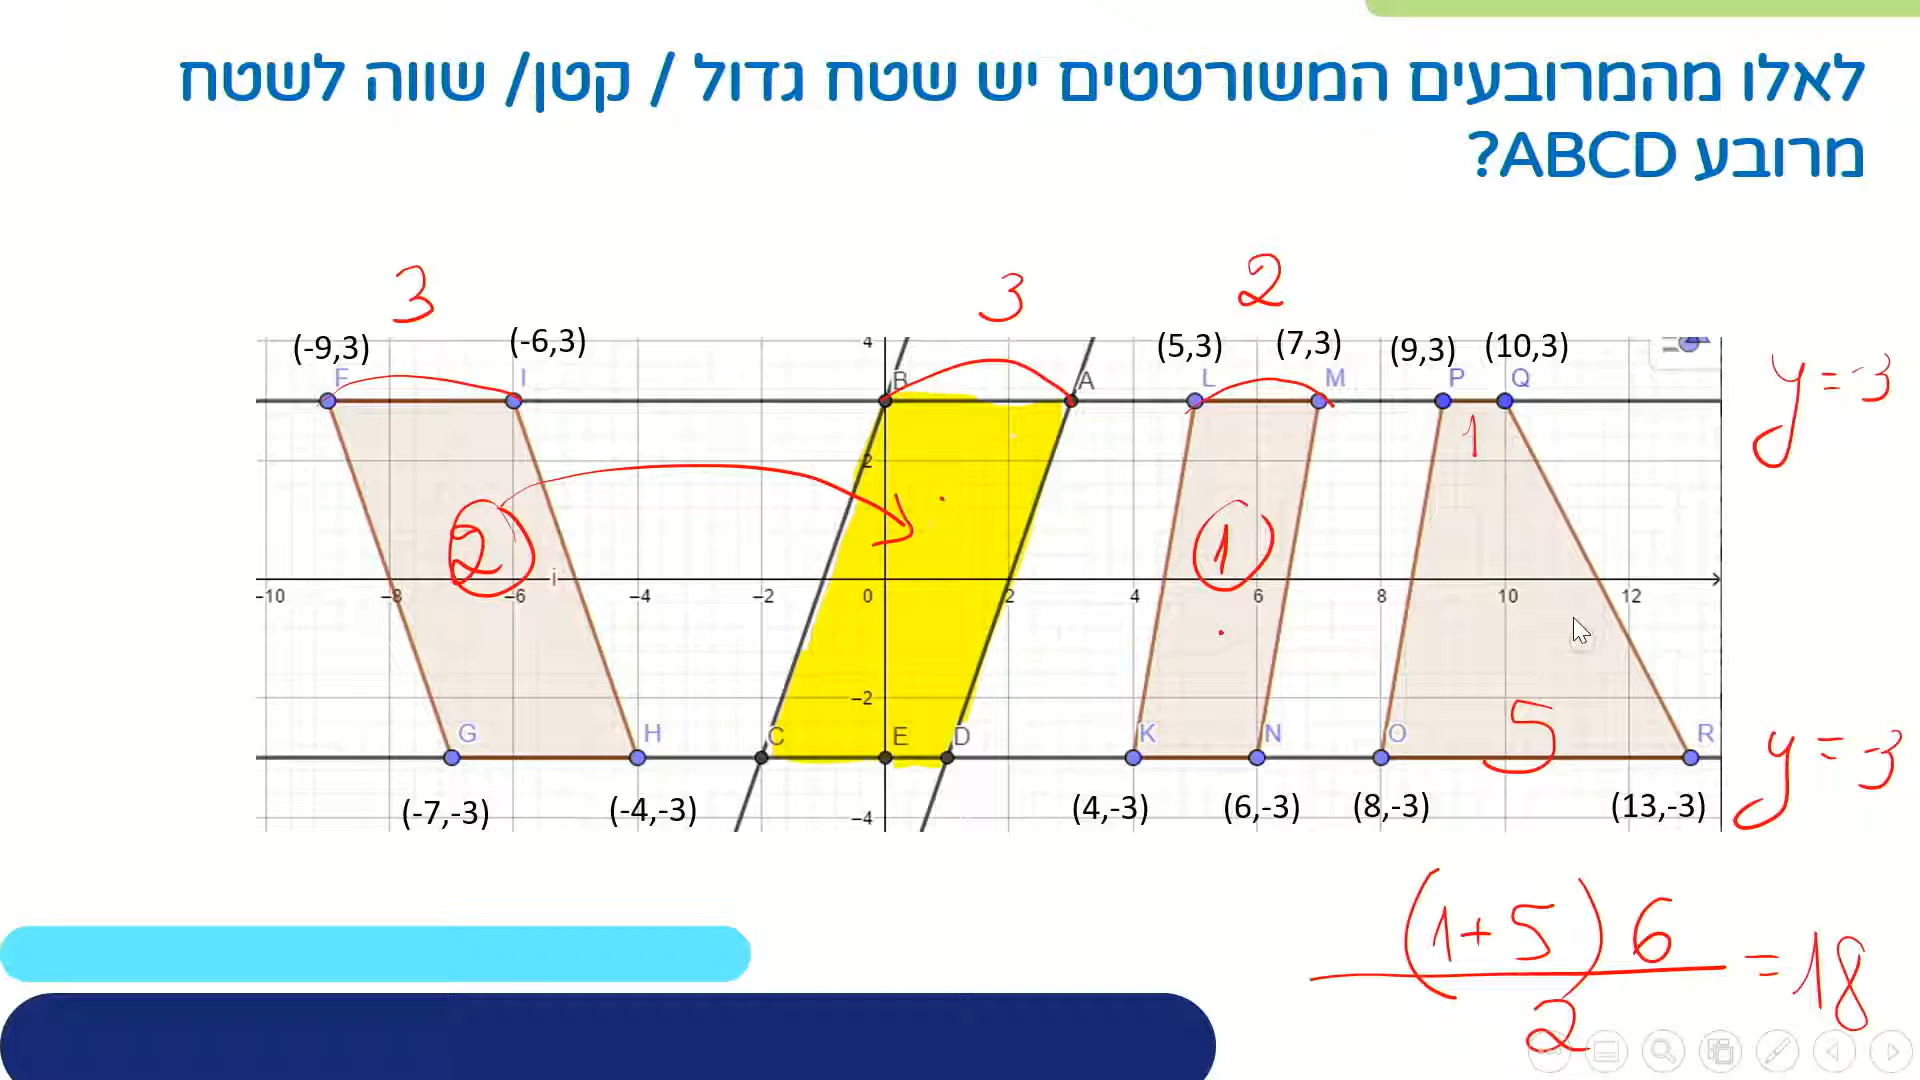 לאלו מהמרובעים המשורטטים יש שטח גדול / קטן/ שווה לשטח
מרובע ABCD?
3 3 2
(-9,3) (-6,3) 4 (5,3) (7,3) (9,3) (10,3)
F I B A L M P Q
y = 3
1
2
2 1
i
-10 -8 -6 -4 -2 0 2 4 6 8 10 12
-2
5
G H C E D K N O R
y = -3
(-7,-3) (-4,-3) -4 (4,-3) (6,-3) (8,-3) (13,-3)
(1+5) 6
= 18
2